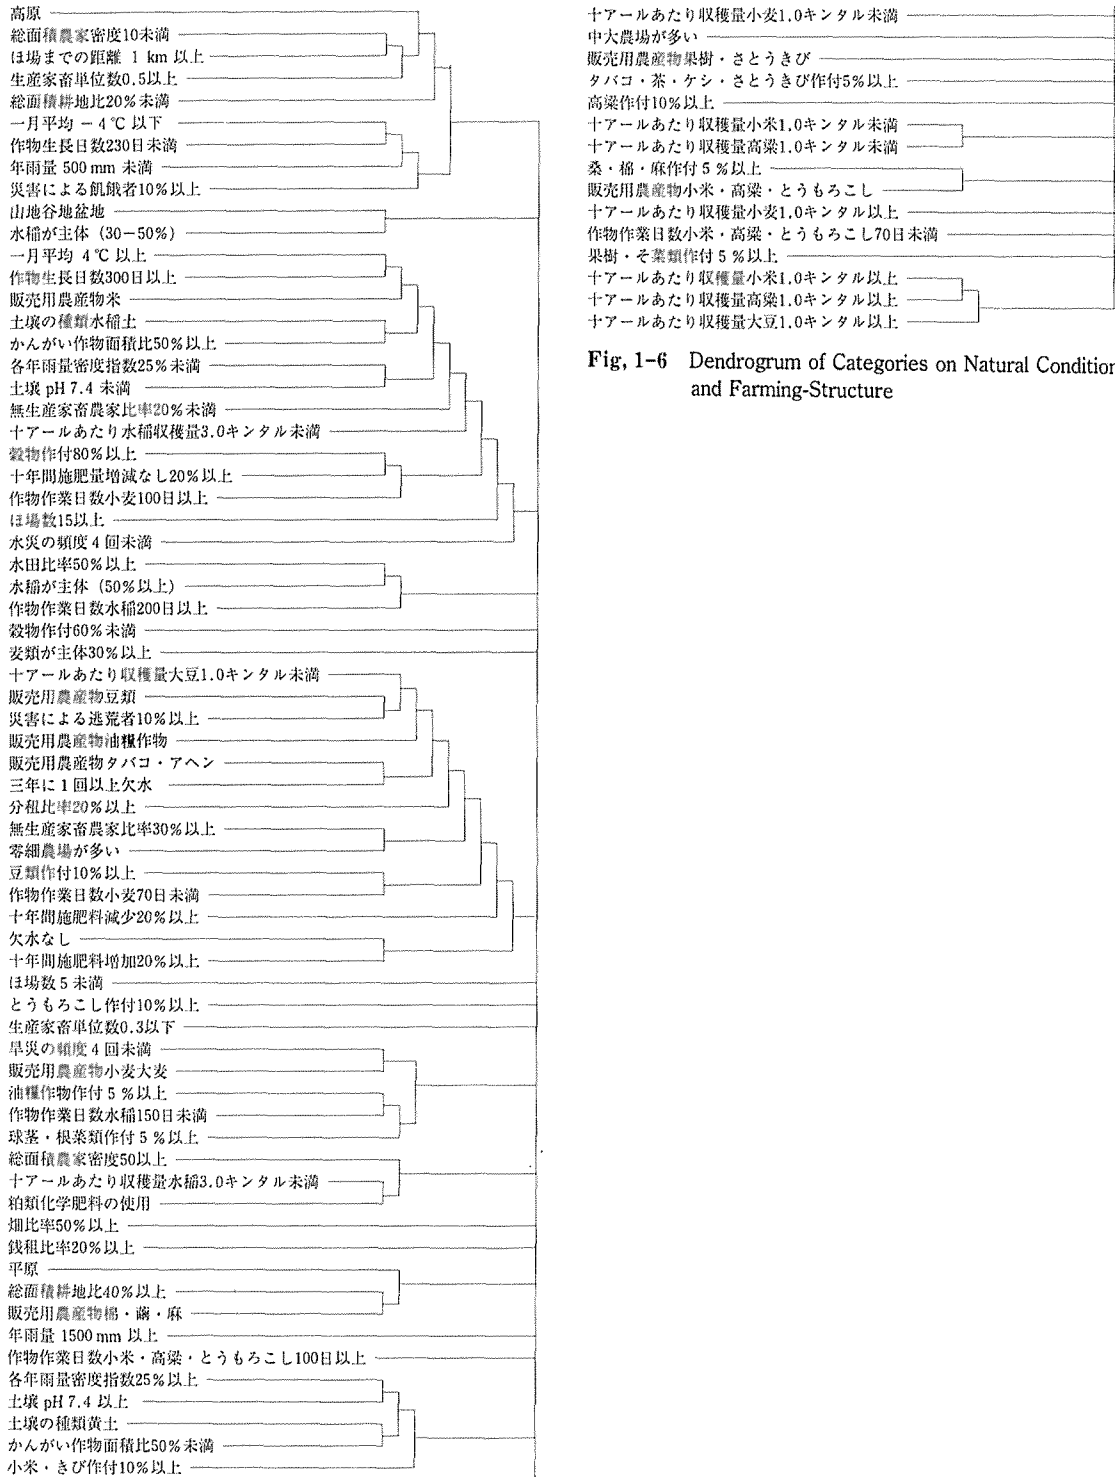 高原
総面積農家密度10未満
ほ場までの距離 1 km 以上
生産家畜単位数0.5以上
総面積耕地比20%未満
一月平均 − 4℃ 以下
作物生長日数230日未満
年雨量 500 mm 未満
災害による飢餓者10%以上
山地谷地盆地
水稲が主体 (30−50%)
一月平均 4℃ 以上
作物生長日数300日以上
販売用農産物米
土壌の種類水稲土
かんがい作物面積比50%以上
各年雨量密度指数25%未満
土壌 pH 7.4 未満
無生産家畜農家比率20%未満
十アールあたり水稲収穫量3.0キンタル未満
穀物作付80%以上
十年間施肥量増減なし20%以上
作物作業日数小麦100日以上
ほ場数15以上
水災の頻度 4 回未満
水田比率50%以上
水稲が主体 (50%以上)
作物作業日数水稲200日以上
穀物作付60%未満
麦類が主体30%以上
十アールあたり収穫量大豆1.0キンタル未満
販売用農産物豆類
災害による逃荒者10%以上
販売用農産物油糧作物
販売用農産物タバコ・アヘン
三年に 1 回以上欠水
分租比率20%以上
無生産家畜農家比率30%以上
零細農場が多い
豆類作付10%以上
作物作業日数小麦70日未満
十年間施肥料減少20%以上
欠水なし
十年間施肥料増加20%以上
ほ場数 5 未満
とうもろこし作付10%以上
生産家畜単位数0.3以下
旱災の頻度 4 回未満
販売用農産物小麦大麦
油糧作物作付 5 %以上
作物作業日数水稲150日未満
球茎・根菜類作付 5 %以上
総面積農家密度50以上
十アールあたり収穫量水稲3.0キンタル未満
粕類化学肥料の使用
畑比率50%以上
銭租比率20%以上
平原
総面積耕地比40%以上
販売用農産物棉・繭・麻
年雨量 1500 mm 以上
作物作業日数小米・高粱・とうもろこし100日以上
各年雨量密度指数25%以上
土壌 pH 7.4 以上
土壌の種類黄土
かんがい作物面積比50%未満
小米・きび作付10%以上
十アールあたり収穫量小麦1.0キンタル未満
中大農場が多い
販売用農産物果樹・さとうきび
タバコ・茶・ケシ・さとうきび作付5%以上
高粱作付10%以上
十アールあたり収穫量小米1.0キンタル未満
十アールあたり収穫量高粱1.0キンタル未満
桑・棉・麻作付 5 %以上
販売用農産物小米・高粱・とうもろこし
十アールあたり収穫量小麦1.0キンタル以上
作物作業日数小米・高粱・とうもろこし70日未満
果樹・そ菜類作付 5 %以上
十アールあたり収穫量小米1.0キンタル以上
十アールあたり収穫量高粱1.0キンタル以上
十アールあたり収穫量大豆1.0キンタル以上
Fig, 1-6 Dendrogrum of Categories on Natural Condition
and Farming-Structure